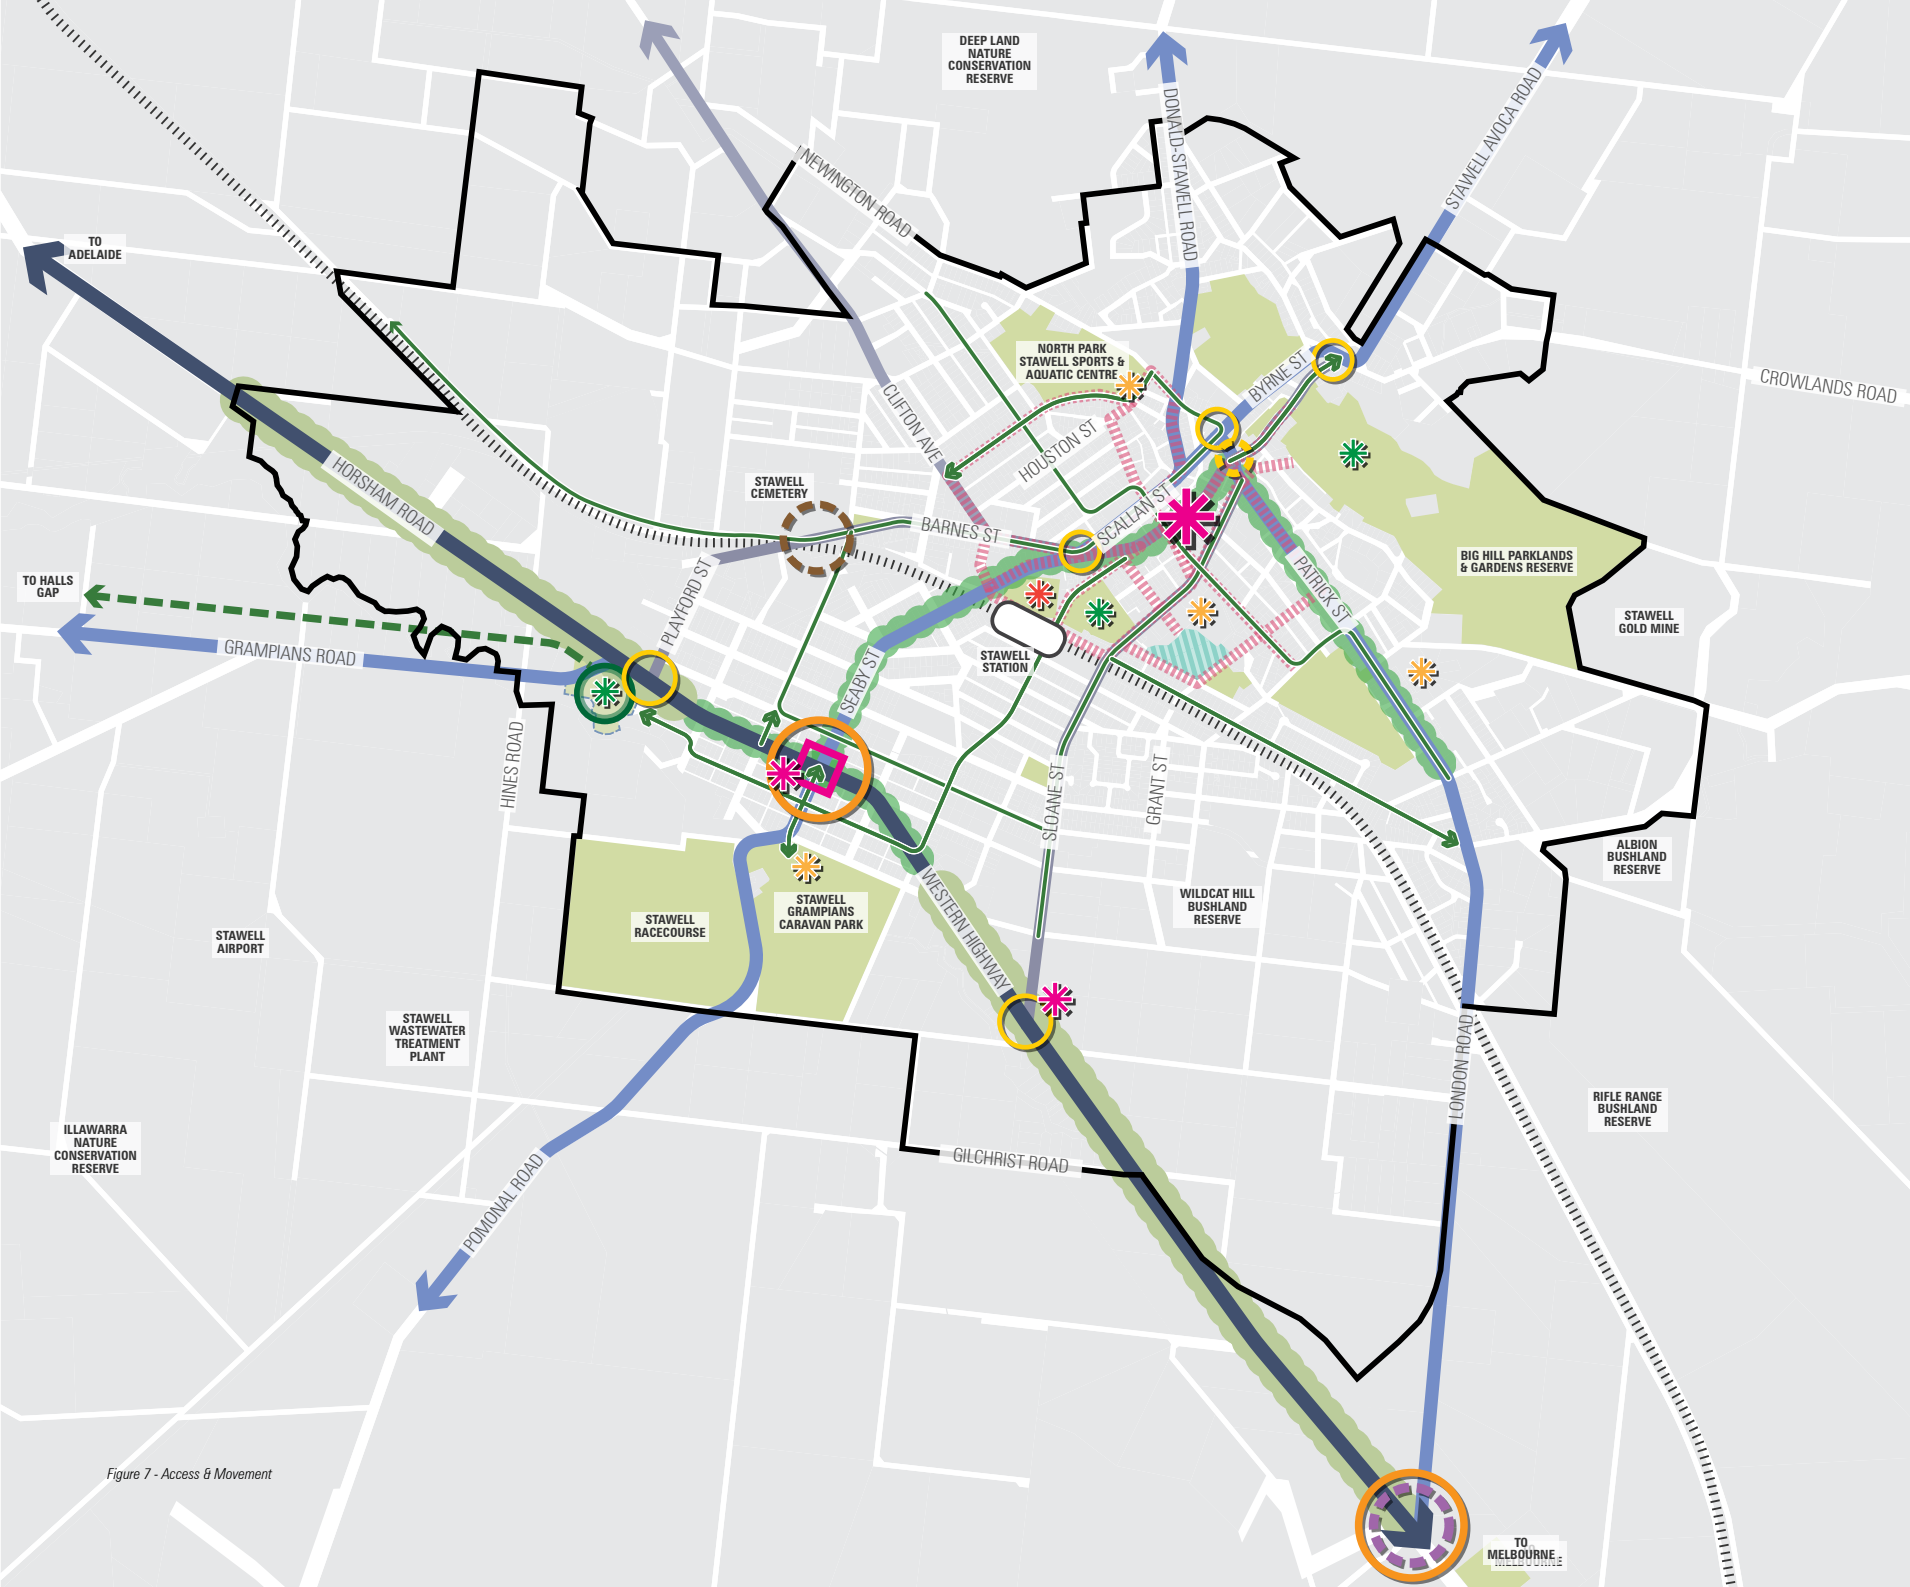 DEEP LAND
NATURE
CONSERVATION
RESERVE
DONALD-STAWELL ROAD
STAWELL AVOCA ROAD
NEWINGTON ROAD
TO
ADELAIDE
NORTH PARK
STAWELL SPORTS &
AQUATIC CENTRE
BYRNE ST
CROWLANDS ROAD
CLIFTON AVE
HOUSTON ST
HORSHAM ROAD
STAWELL
CEMETERY
BARNES ST
SCALLAN ST
BIG HILL PARKLANDS
& GARDENS RESERVE
TO HALLS
GAP
PLAYFORD ST
PATRICK ST
STAWELL
GOLD MINE
GRAMPIANS ROAD
STAWELL
STATION
SEABY ST
HINES ROAD
SLOANE ST
GRANT ST
ALBION
BUSHLAND
RESERVE
WILDCAT HILL
BUSHLAND
RESERVE
STAWELL
RACECOURSE
STAWELL
GRAMPIANS
CARAVAN PARK
WESTERN HIGHWAY
STAWELL
AIRPORT
STAWELL
WASTEWATER
TREATMENT
PLANT
LONDON ROAD
RIFLE RANGE
BUSHLAND
RESERVE
ILLAWARRA
NATURE
CONSERVATION
RESERVE
GILCHRIST ROAD
POMONAL ROAD
Figure 7 - Access & Movement
TO
MELBOURNE